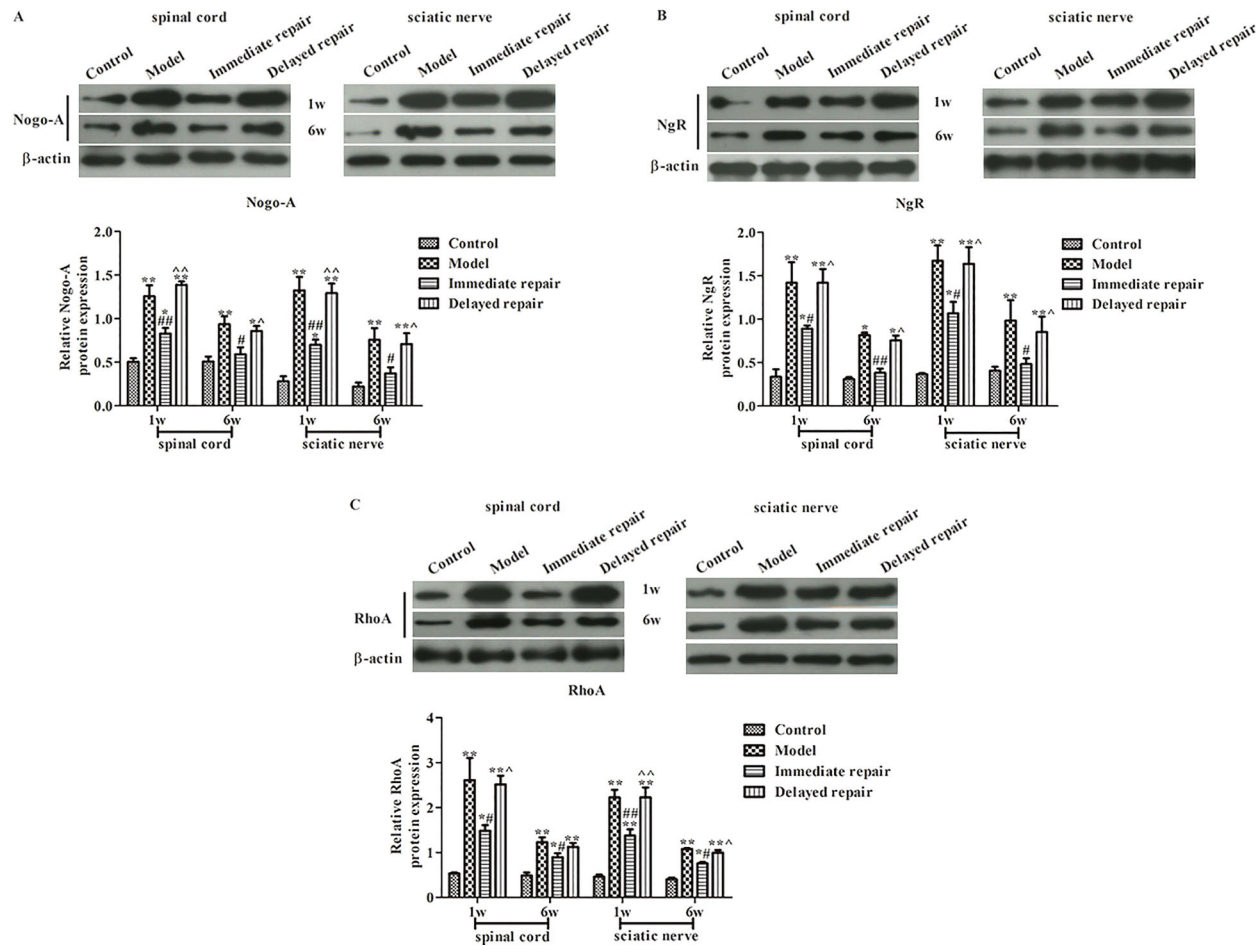 A
spinal cord
sciatic nerve
Control
Model
Immediate repair
Delayed repair
Control
Model
Immediate repair
Delayed repair
Nogo-A
1w
6w
β-actin
Nogo-A
Relative Nogo-A
protein expression
2.0
1.5
1.0
0.5
0.0
**
*
##
^^
**
**
#
*^
**
##
*
^^
**
**
#
**^
Control
Model
Immediate repair
Delayed repair
1w
6w
1w
6w
spinal cord
sciatic nerve
B
spinal cord
sciatic nerve
Control
Model
Immediate repair
Delayed repair
Control
Model
Immediate repair
Delayed repair
NgR
1w
6w
β-actin
NgR
Relative NgR
protein expression
2.0
1.5
1.0
0.5
0.0
**
*#
**^
*
##
*^
**
*#
**^
**
#
**^
Control
Model
Immediate repair
Delayed repair
1w
6w
1w
6w
spinal cord
sciatic nerve
C
spinal cord
sciatic nerve
Control
Model
Immediate repair
Delayed repair
Control
Model
Immediate repair
Delayed repair
RhoA
1w
6w
β-actin
RhoA
Relative RhoA
protein expression
4
3
2
1
0
**
*#
**^
**
*#
**
**
##
**
^^
**
**
*#
**^
Control
Model
Immediate repair
Delayed repair
1w
6w
1w
6w
spinal cord
sciatic nerve